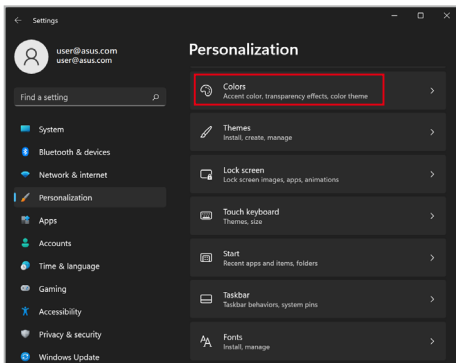 Settings
user@asus.com
user@asus.com
Find a setting
System
Bluetooth & devices
Network & internet
Personalization
Apps
Accounts
Time & language
Gaming
Accessibility
Privacy & security
Windows Update
Personalization
Colors
Accent color, transparency effects, color theme
Themes
Install, create, manage
Lock screen
Lock screen images, apps, animations
Touch keyboard
Themes, size
Start
Recent apps and items, folders
Taskbar
Taskbar behaviors, system pins
Fonts
Install, manage